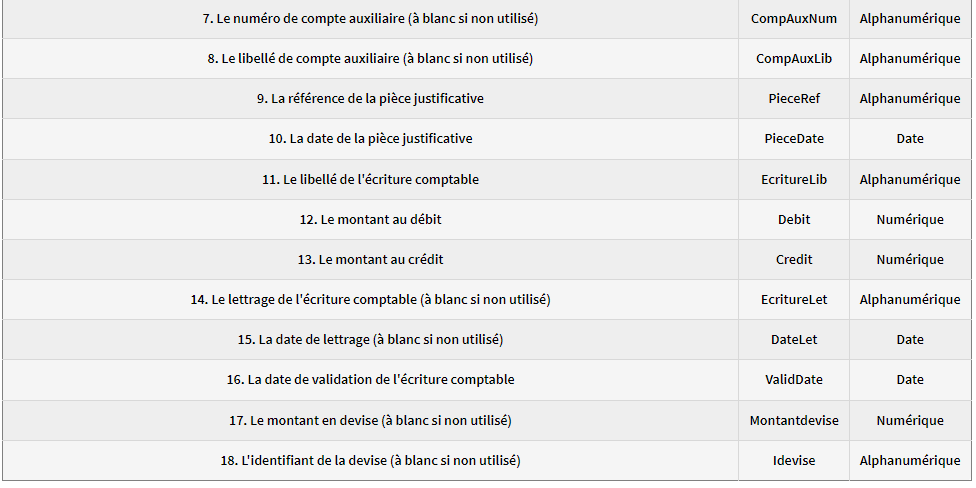 7. Le numéro de compte auxiliaire (à blanc si non utilisé) CompAuxNum Alphanumérique
8. Le libellé de compte auxiliaire (à blanc si non utilisé) CompAuxLib Alphanumérique
9. La référence de la pièce justificative PieceRef Alphanumérique
10. La date de la pièce justificative PieceDate Date
11. Le libellé de l'écriture comptable EcritureLib Alphanumérique
12. Le montant au débit Debit Numérique
13. Le montant au crédit Credit Numérique
14. Le lettrage de l'écriture comptable (à blanc si non utilisé) EcritureLet Alphanumérique
15. La date de lettrage (à blanc si non utilisé) DateLet Date
16. La date de validation de l'écriture comptable ValidDate Date
17. Le montant en devise (à blanc si non utilisé) Montantdevise Numérique
18. L'identifiant de la devise (à blanc si non utilisé) Idevise Alphanumérique